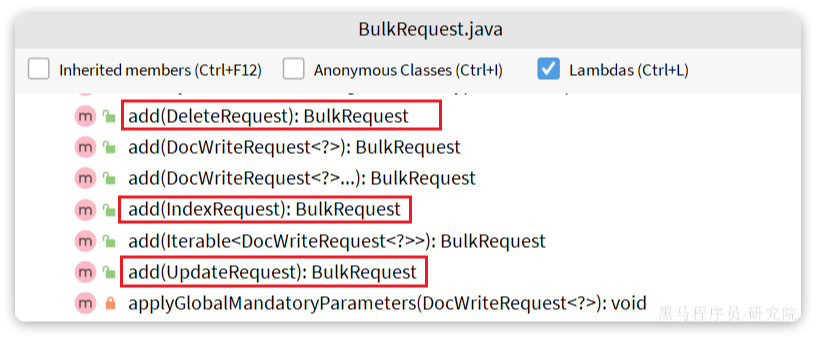 BulkRequest.java
Inherited members (Ctrl+F12) Anonymous Classes (Ctrl+I) Lambdas (Ctrl+L)
m add(DeleteRequest): BulkRequest
m add(DocWriteRequest<?>): BulkRequest
m add(DocWriteRequest<?>...): BulkRequest
m add(IndexRequest): BulkRequest
m add(Iterable<DocWriteRequest<?>>): BulkRequest
m add(UpdateRequest): BulkRequest
m applyGlobalMandatoryParameters(DocWriteRequest<?>): void
黑马程序员-研究院